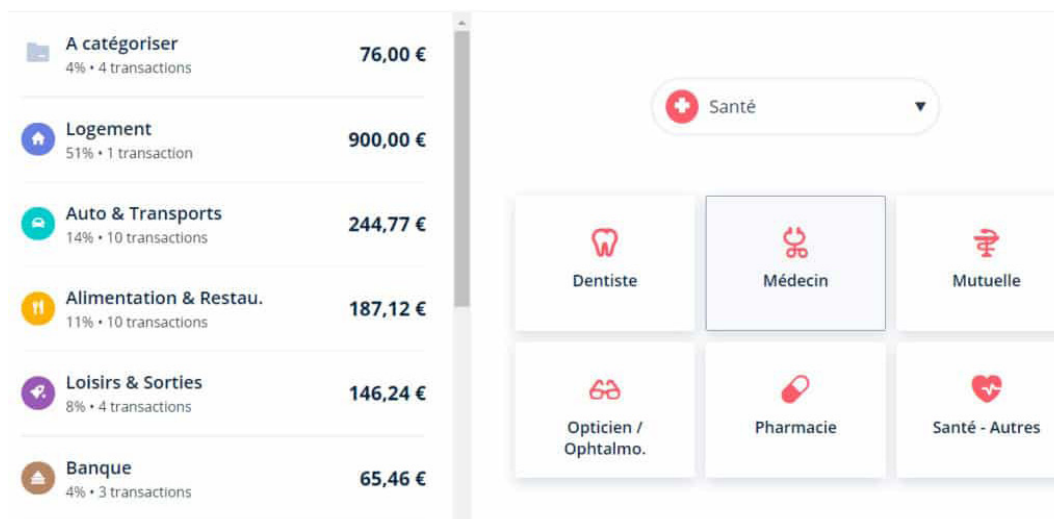 A catégoriser
76,00 €
4% • 4 transactions
Logement
900,00 €
51% • 1 transaction
Auto & Transports
244,77 €
14% • 10 transactions
Alimentation & Restau.
187,12 €
11% • 10 transactions
Loisirs & Sorties
146,24 €
8% • 4 transactions
Banque
65,46 €
4% • 3 transactions
Santé
Dentiste
Médecin
Mutuelle
Opticien /
Ophtalmo.
Pharmacie
Santé - Autres